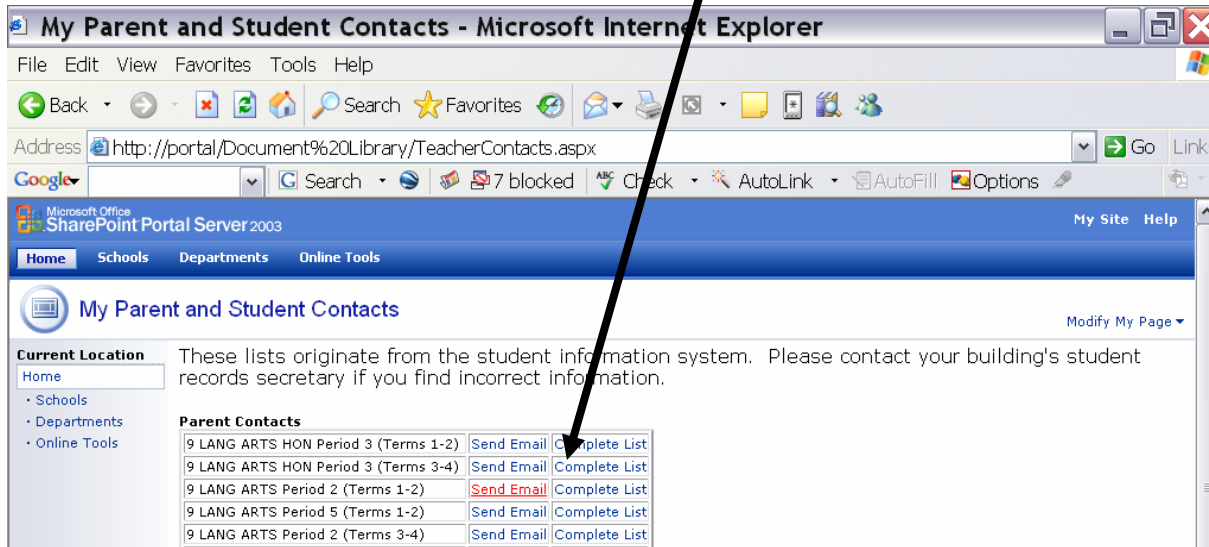 My Parent and Student Contacts - Microsoft Internet Explorer
File Edit View Favorites Tools Help
Back Search Favorites
Address http://portal/Document%20Library/TeacherContacts.aspx Go Link
Google Search 7 blocked ABC Check AutoLink AutoFill Options
Microsoft Office
SharePoint Portal Server 2003 My Site Help
Home Schools Departments Online Tools
My Parent and Student Contacts
Modify My Page
Current Location
Home
Schools
Departments
Online Tools
These lists originate from the student information system. Please contact your building's student
records secretary if you find incorrect information.
Parent Contacts
9 LANG ARTS HON Period 3 (Terms 1-2) Send Email Complete List
9 LANG ARTS HON Period 3 (Terms 3-4) Send Email Complete List
9 LANG ARTS Period 2 (Terms 1-2) Send Email Complete List
9 LANG ARTS Period 5 (Terms 1-2) Send Email Complete List
9 LANG ARTS Period 2 (Terms 3-4) Send Email Complete List